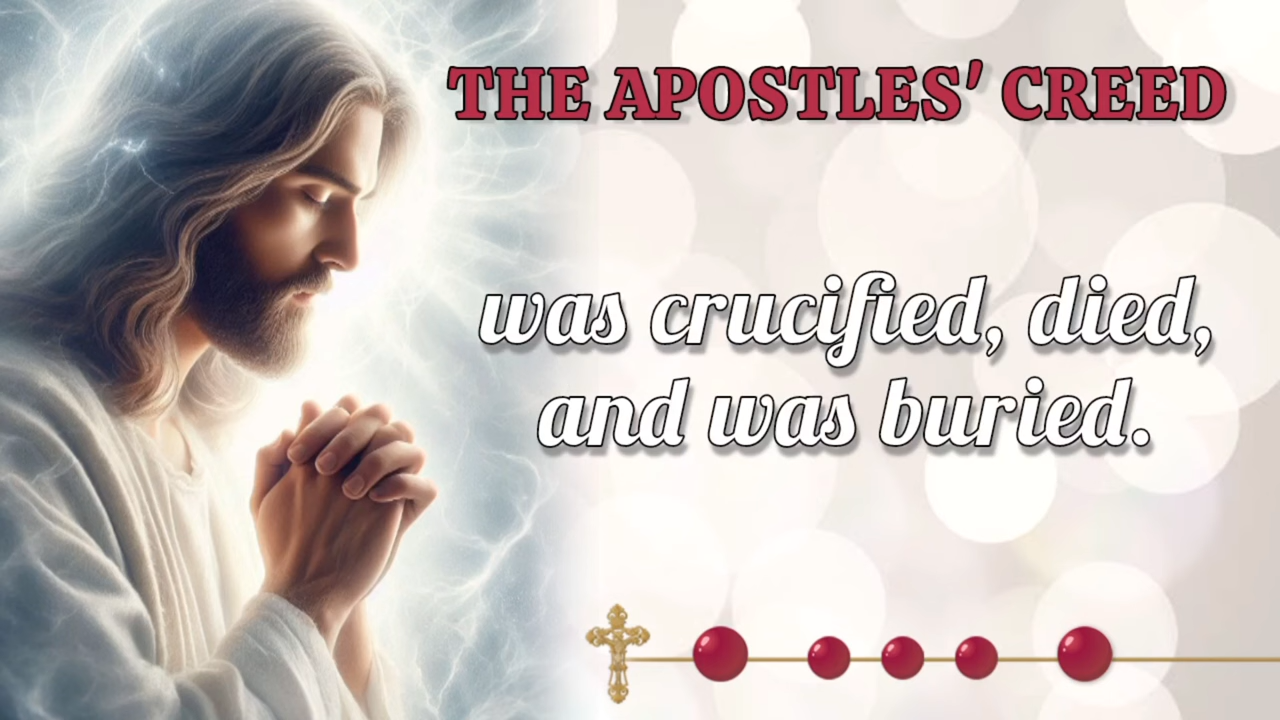 THE APOSTLES' CREED
was crucified, died,
and was buried.